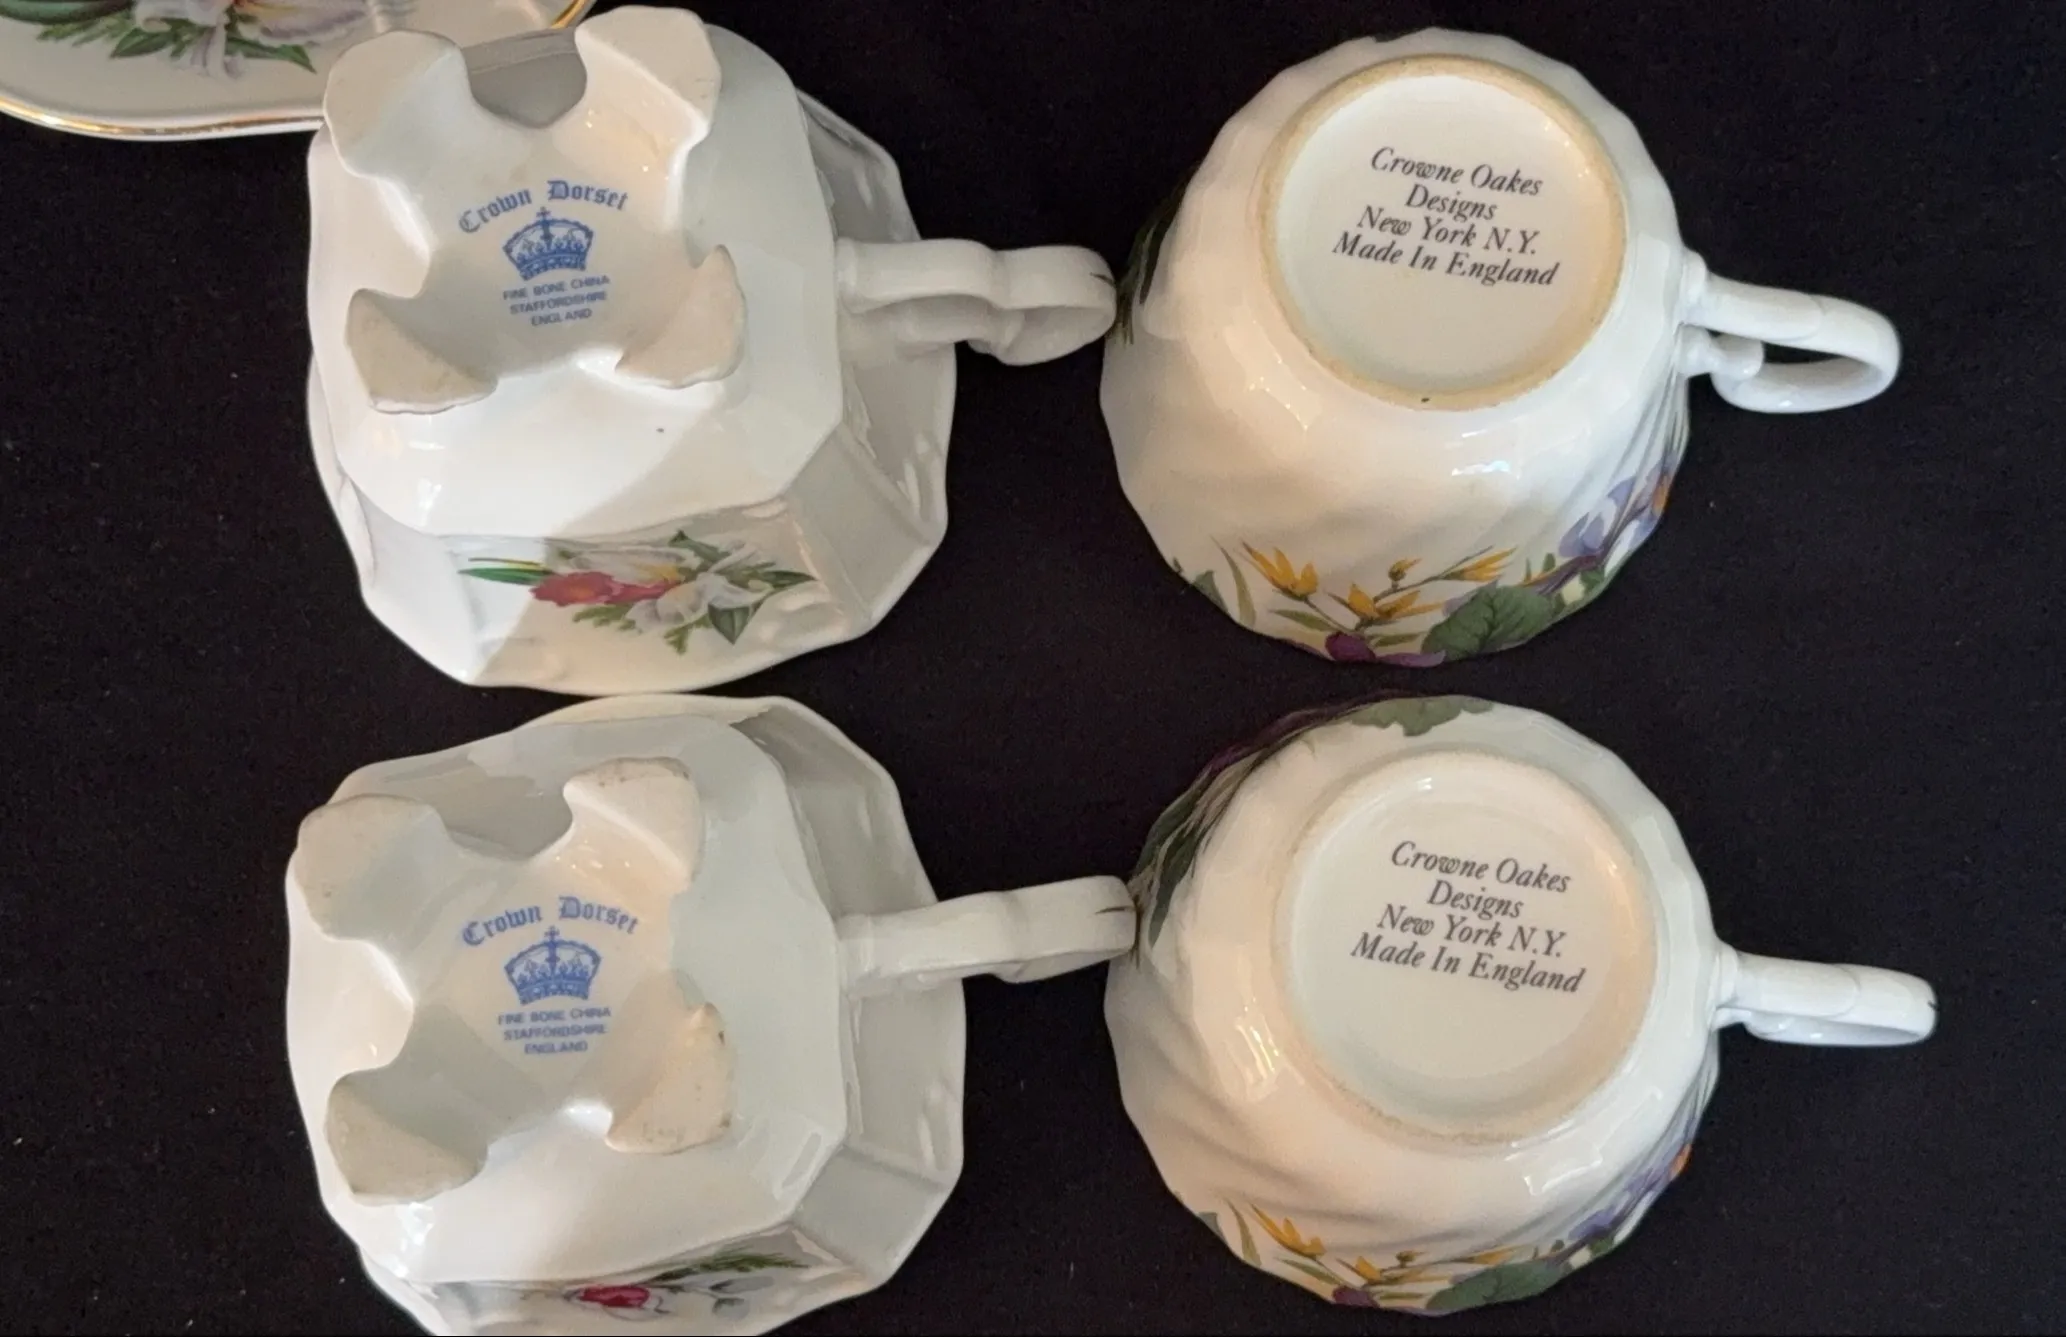 Crown Dorset
FINE BONE CHINA
STAFFORDSHIRE
ENGLAND
Crowne Oakes
Designs
New York N.Y.
Made In England
Crown Dorset
FINE BONE CHINA
STAFFORDSHIRE
ENGLAND
Crowne Oakes
Designs
New York N.Y.
Made In England